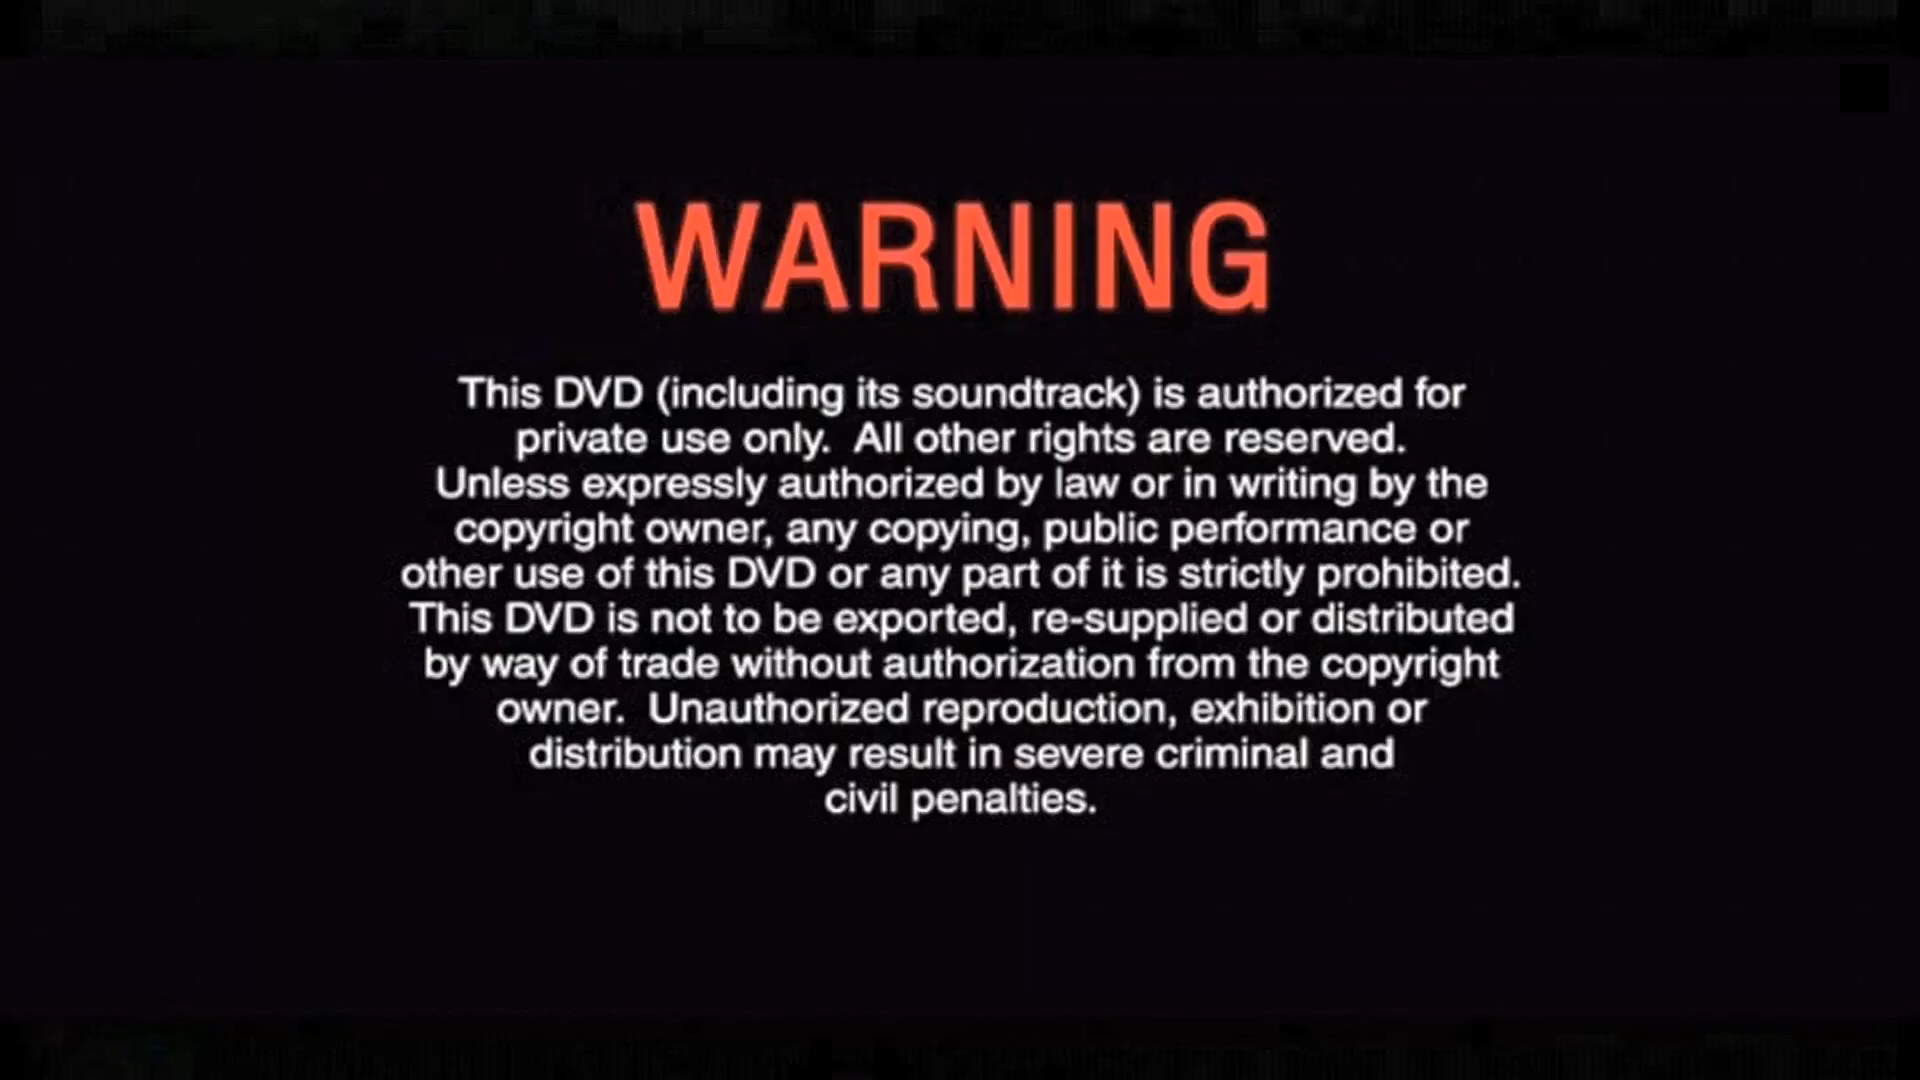 WARNING
This DVD (including its soundtrack) is authorized for
private use only.  All other rights are reserved.
Unless expressly authorized by law or in writing by the
copyright owner, any copying, public performance or
other use of this DVD or any part of it is strictly prohibited.
This DVD is not to be exported, re-supplied or distributed
by way of trade without authorization from the copyright
owner.  Unauthorized reproduction, exhibition or
distribution may result in severe criminal and
civil penalties.